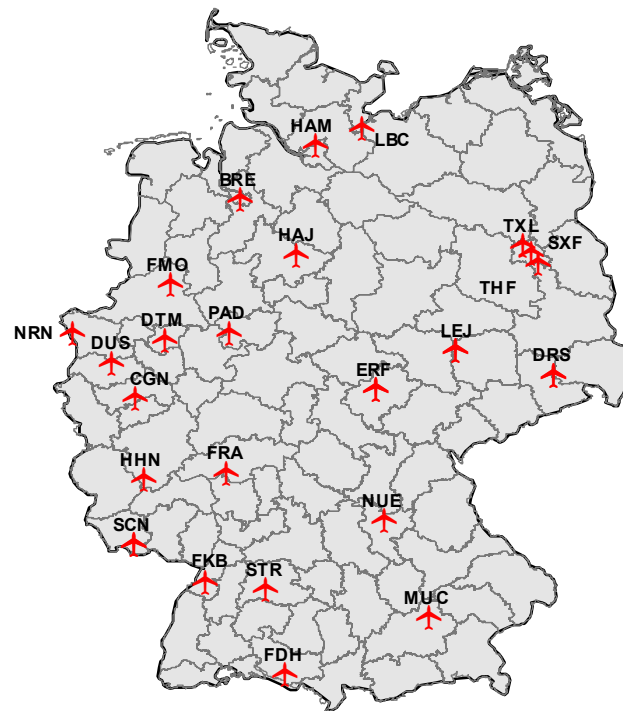 HAM
LBC
BRE
TXL
HAJ
SXF
FMO
THF
NRN
DTM
PAD
DUS
LEJ
DRS
ERF
CGN
HHN
FRA
NUE
SCN
FKB
STR
MUC
FDH